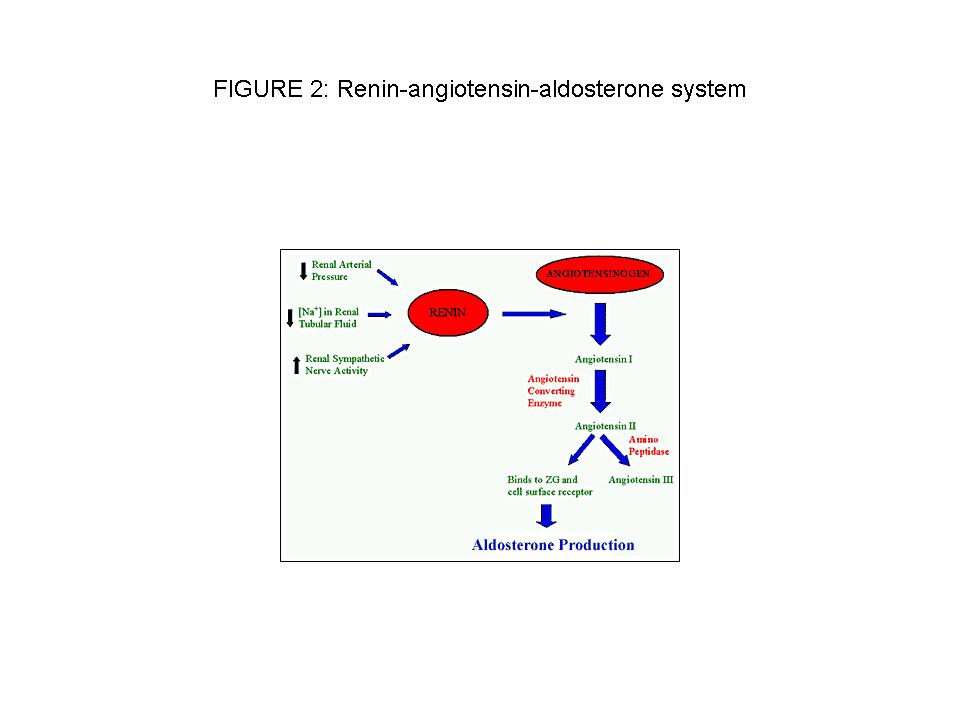 FIGURE 2: Renin-angiotensin-aldosterone system
Renal Arterial
Pressure
[Na⁺] in Renal
Tubular Fluid
Renal Sympathetic
Nerve Activity
RENIN
ANGIOTENSINOGEN
Angiotensin I
Angiotensin
Converting
Enzyme
Angiotensin II
Amino
Peptidase
Binds to ZG and
cell surface receptor
Angiotensin III
Aldosterone Production